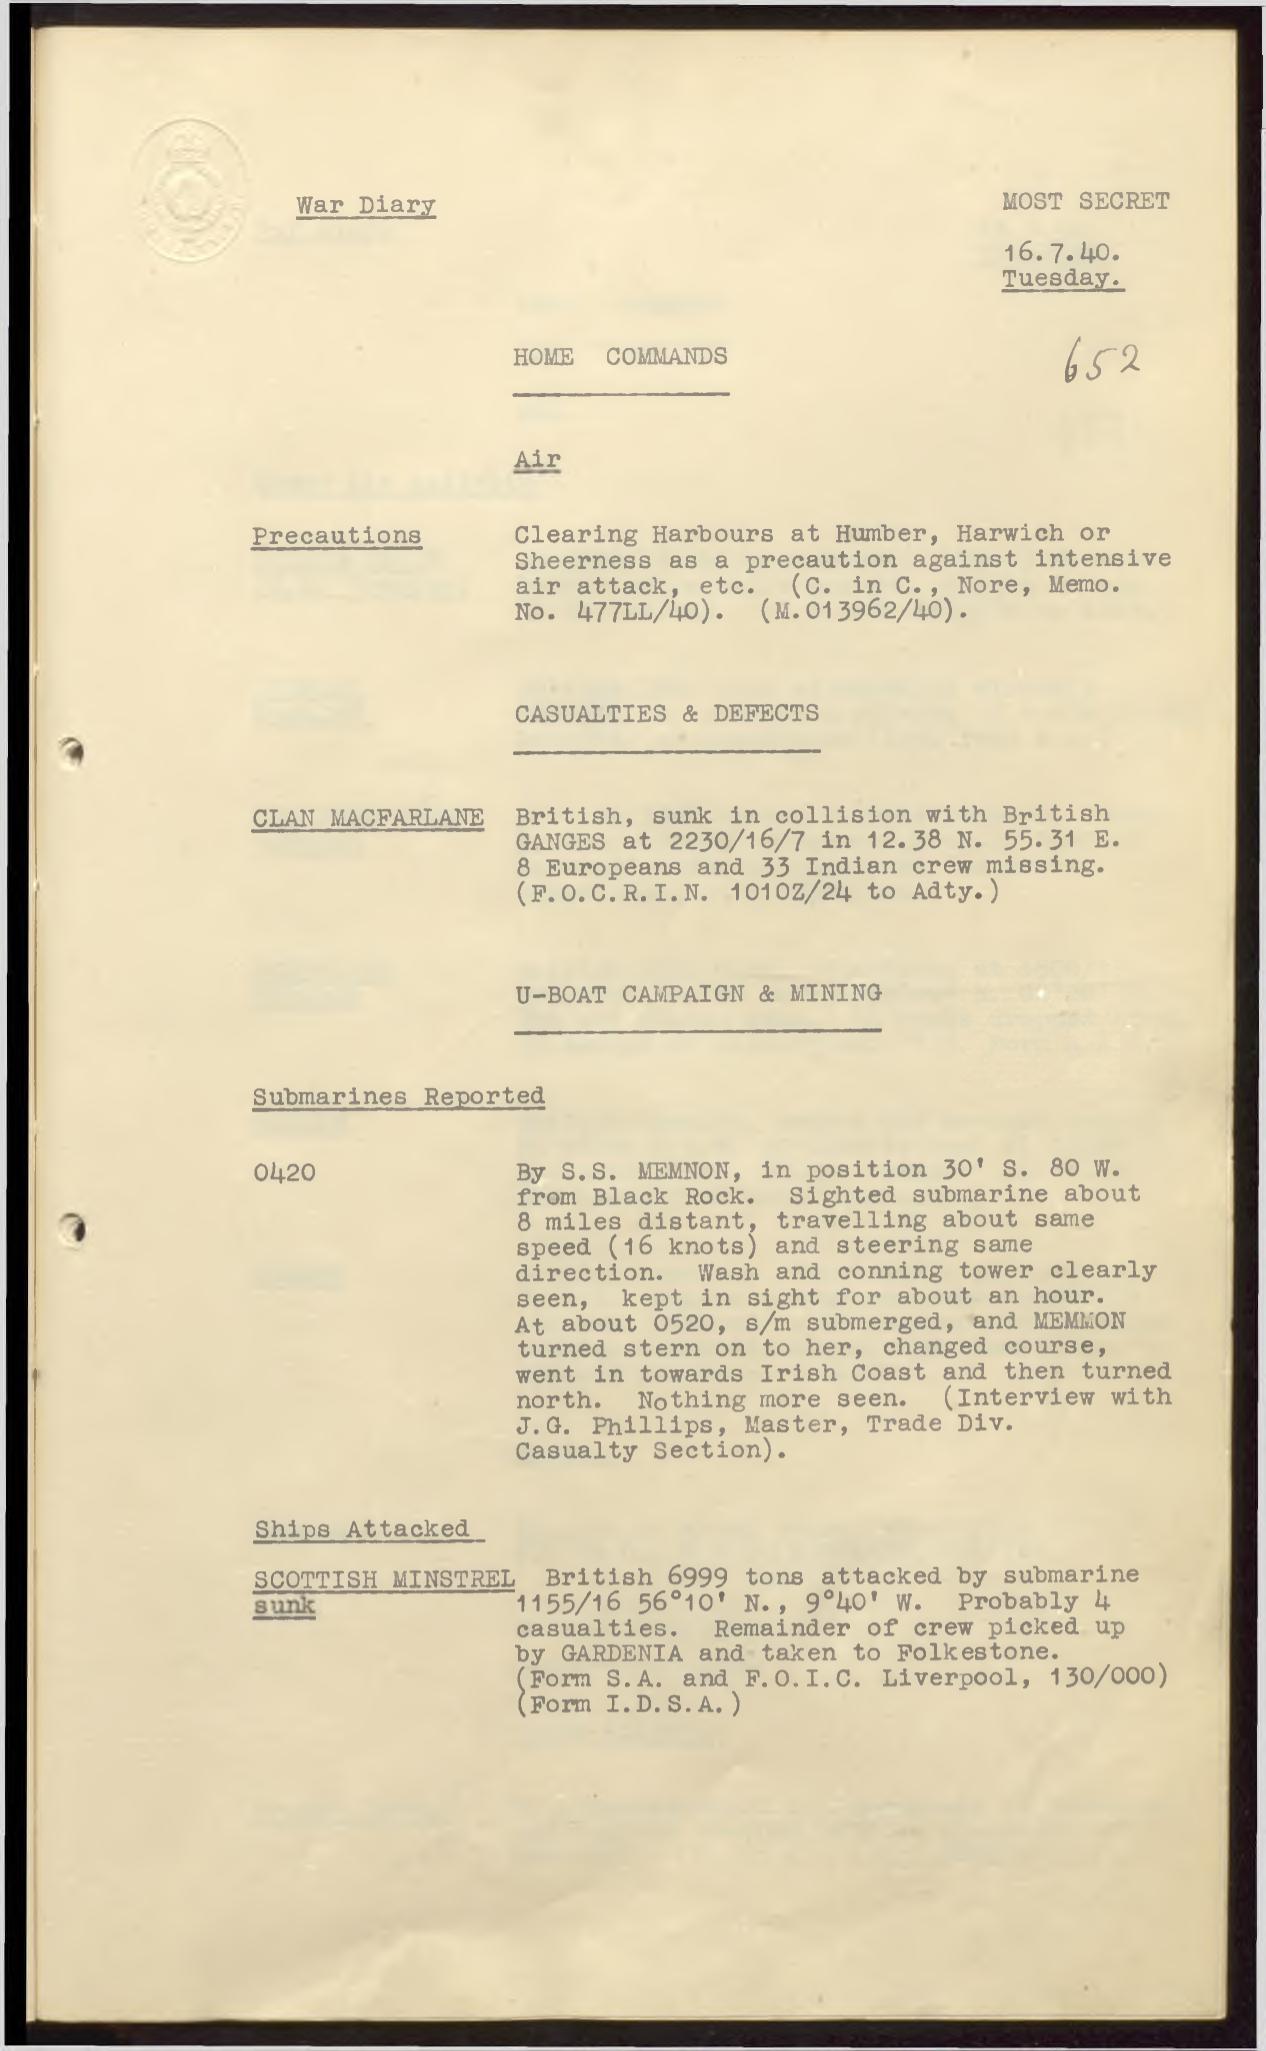 War Diary
MOST SECRET
16.7.40.
Tuesday.
HOME COMMANDS
652
Air
Precautions
Clearing Harbours at Humber, Harwich or
Sheerness as a precaution against intensive
air attack, etc. (C. in C., Nore, Memo.
No. 477LL/40). (M.013962/40).
CASUALTIES & DEFECTS
CLAN MACFARLANE
British, sunk in collision with British
GANGES at 2230/16/7 in 12.38 N. 55.31 E.
8 Europeans and 33 Indian crew missing.
(F.O.C.R.I.N. 1010Z/24 to Adty.)
U-BOAT CAMPAIGN & MINING
Submarines Reported
0420
By S.S. MEMNON, in position 30' S. 80 W.
from Black Rock. Sighted submarine about
8 miles distant, travelling about same
speed (16 knots) and steering same
direction. Wash and conning tower clearly
seen, kept in sight for about an hour.
At about 0520, s/m submerged, and MEMMON
turned stern on to her, changed course,
went in towards Irish Coast and then turned
north. Nothing more seen. (Interview with
J.G. Phillips, Master, Trade Div.
Casualty Section).
Ships Attacked
SCOTTISH MINSTREL British 6999 tons attacked by submarine
sunk 1155/16 56°10' N., 9°40' W. Probably 4
casualties. Remainder of crew picked up
by GARDENIA and taken to Folkestone.
(Form S.A. and F.O.I.C. Liverpool, 130/000)
(Form I.D.S.A.)